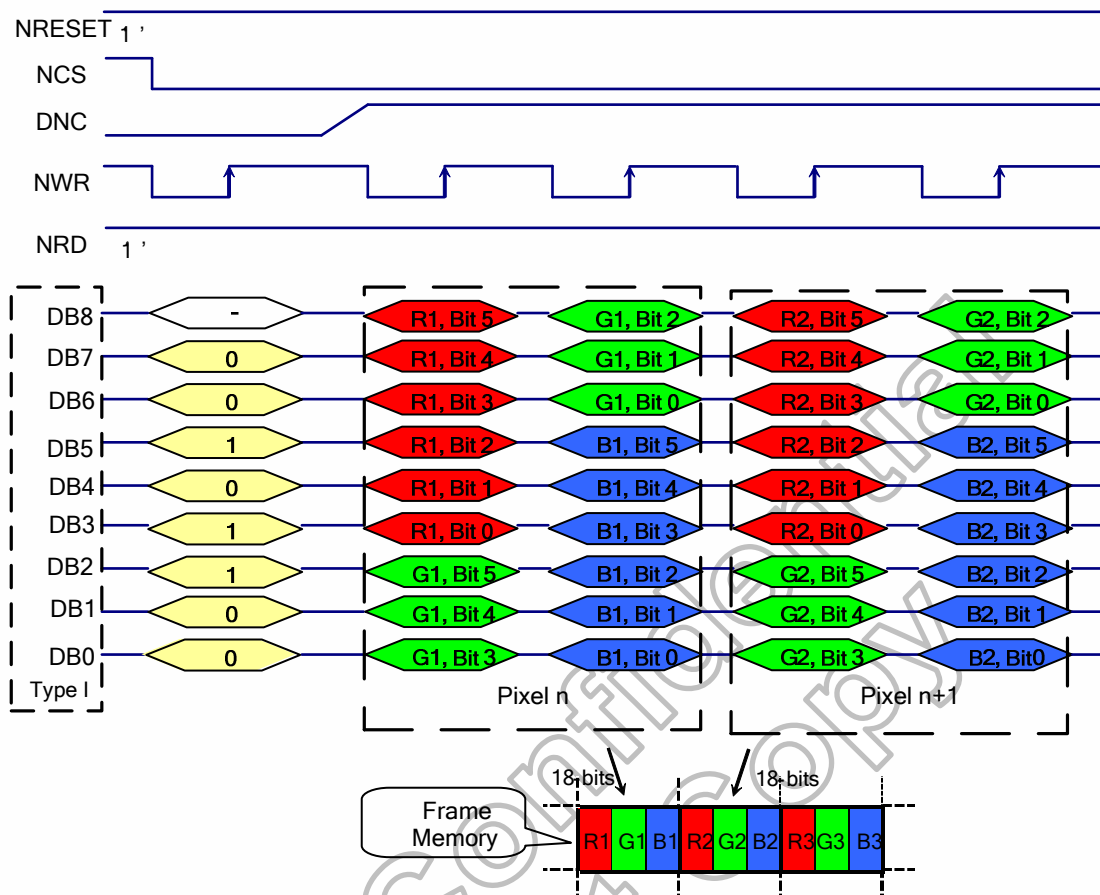 NRESET 1 '
NCS
DNC
NWR
NRD 1 '
DB8 - R1, Bit 5 G1, Bit 2 R2, Bit 5 G2, Bit 2
DB7 0 R1, Bit 4 G1, Bit 1 R2, Bit 4 G2, Bit 1
DB6 0 R1, Bit 3 G1, Bit 0 R2, Bit 3 G2, Bit 0
DB5 1 R1, Bit 2 B1, Bit 5 R2, Bit 2 B2, Bit 5
DB4 0 R1, Bit 1 B1, Bit 4 R2, Bit 1 B2, Bit 4
DB3 1 R1, Bit 0 B1, Bit 3 R2, Bit 0 B2, Bit 3
DB2 1 G1, Bit 5 B1, Bit 2 G2, Bit 5 B2, Bit 2
DB1 0 G1, Bit 4 B1, Bit 1 G2, Bit 4 B2, Bit 1
DB0 0 G1, Bit 3 B1, Bit 0 G2, Bit 3 B2, Bit0
Type I Pixel n Pixel n+1
18-bits 18-bits
Frame
Memory
R1 G1 B1 R2 G2 B2 R3 G3 B3
Confidential
Copy